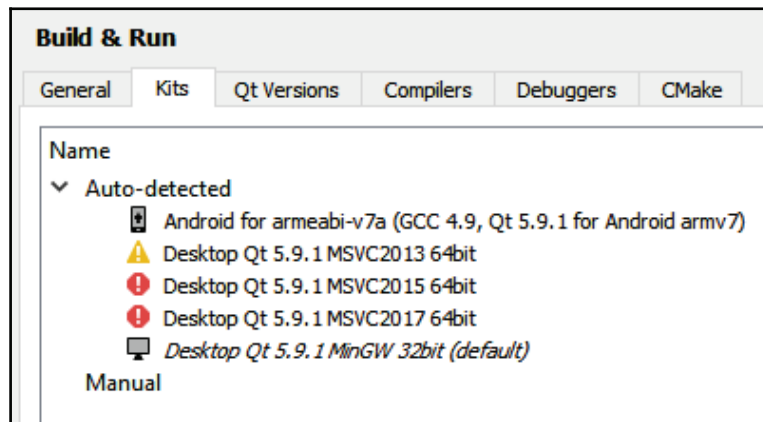 Build & Run
General Kits Qt Versions Compilers Debuggers CMake
Name
Auto-detected
Android for armeabi-v7a (GCC 4.9, Qt 5.9.1 for Android armv7)
Desktop Qt 5.9.1 MSVC2013 64bit
Desktop Qt 5.9.1 MSVC2015 64bit
Desktop Qt 5.9.1 MSVC2017 64bit
Desktop Qt 5.9.1 MinGW 32bit (default)
Manual